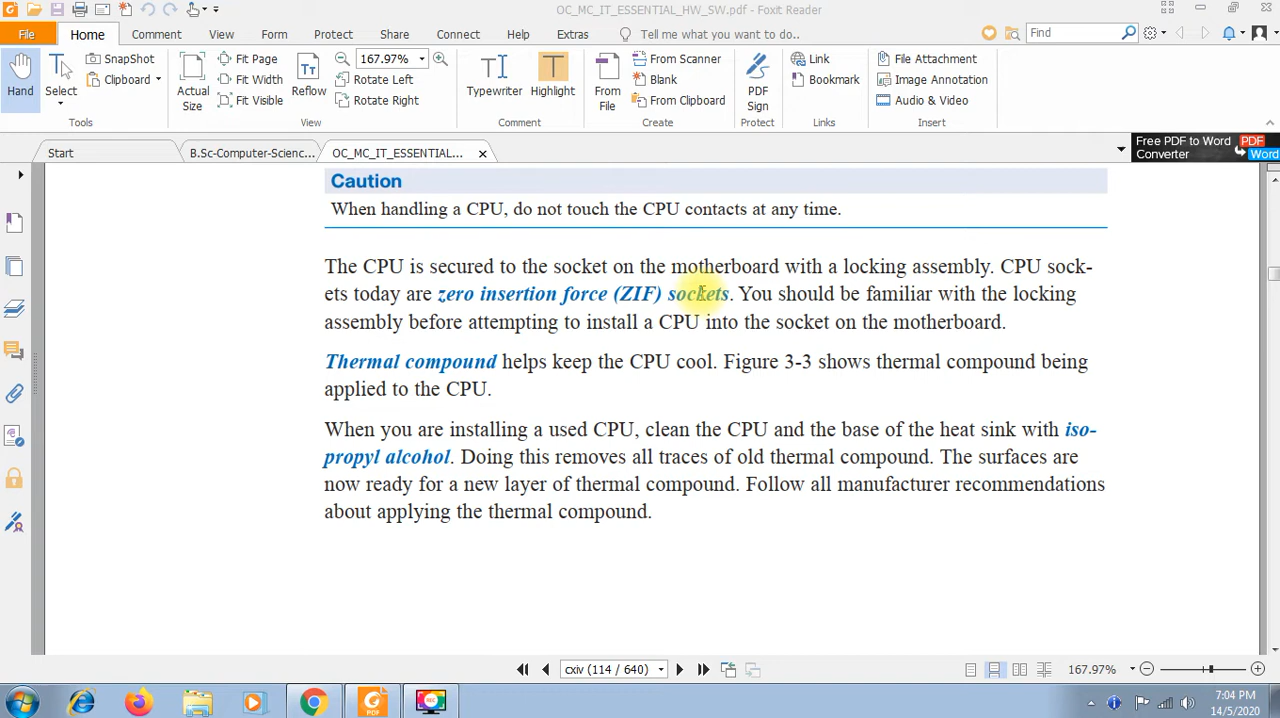 OC_MC_IT_ESSENTIAL_HW_SW.pdf - Foxit Reader
File Home Comment View Form Protect Share Connect Help Extras Tell me what you want to do.. Find
Hand
Select
SnapShot
Clipboard
Tools
Actual Size
Fit Page
Fit Width
Fit Visible
Reflow
167.97%
Rotate Left
Rotate Right
View
Typewriter
Highlight
Comment
From File
From Scanner
Blank
From Clipboard
Create
PDF Sign
Protect
Link
Bookmark
Links
File Attachment
Image Annotation
Audio & Video
Insert
Start B.Sc-Computer-Scienc... OC_MC_IT_ESSENTIAL...
Free PDF to Word PDF
Converter Word
Caution
When handling a CPU, do not touch the CPU contacts at any time.
The CPU is secured to the socket on the motherboard with a locking assembly. CPU sock-
ets today are zero insertion force (ZIF) sockets. You should be familiar with the locking
assembly before attempting to install a CPU into the socket on the motherboard.
Thermal compound helps keep the CPU cool. Figure 3-3 shows thermal compound being
applied to the CPU.
When you are installing a used CPU, clean the CPU and the base of the heat sink with iso-
propyl alcohol. Doing this removes all traces of old thermal compound. The surfaces are
now ready for a new layer of thermal compound. Follow all manufacturer recommendations
about applying the thermal compound.
cxiv (114 / 640) 167.97%
REC
PDF
7:04 PM
14/5/2020